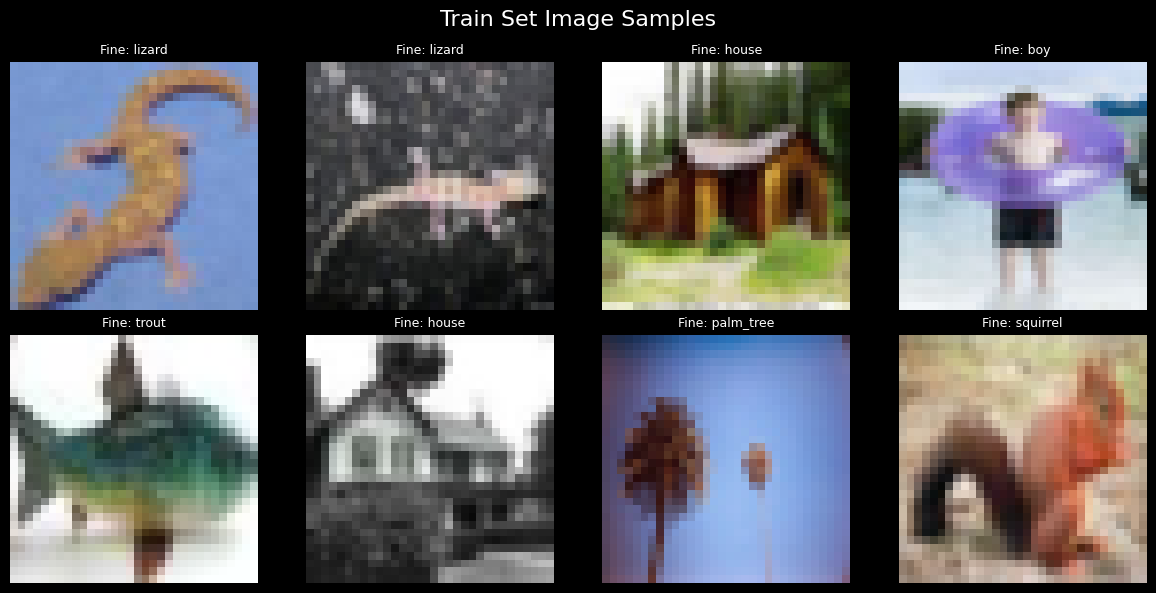 Train Set Image Samples
Fine: lizard
Fine: lizard
Fine: house
Fine: boy
Fine: trout
Fine: house
Fine: palm_tree
Fine: squirrel